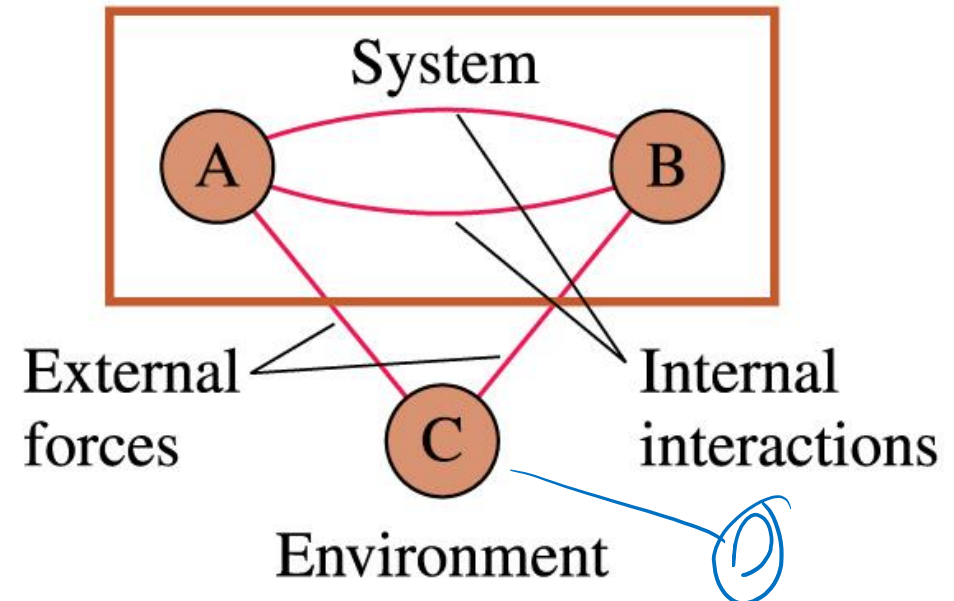 System
A
B
External
forces
Internal
interactions
C
Environment
D